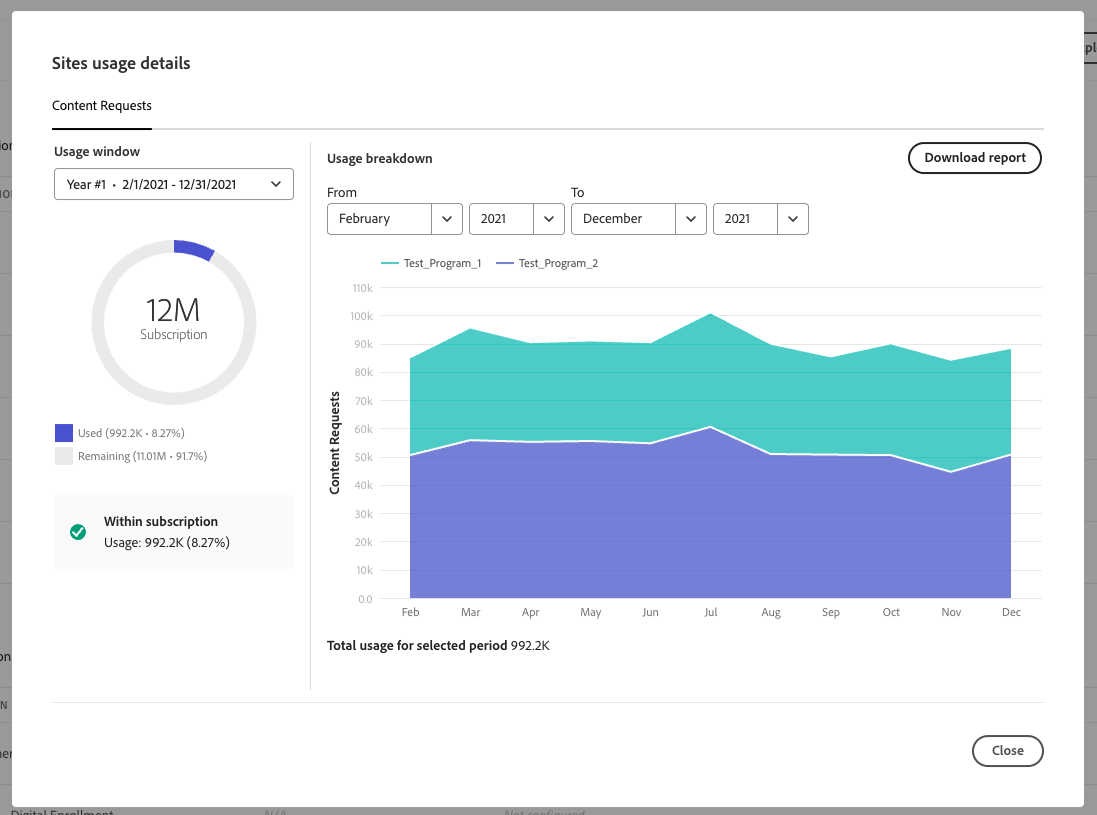 Sites usage details
Content Requests
Usage window
Year #1 • 2/1/2021 - 12/31/2021
12M
Subscription
Used (992.2K • 8.27%)
Remaining (11.01M • 91.7%)
Within subscription
Usage: 992.2K (8.27%)
Usage breakdown
Download report
From
To
February
2021
December
2021
Test_Program_1
Test_Program_2
Content Requests
110k
100k
90k
80k
70k
60k
50k
40k
30k
20k
10k
0.0
Feb Mar Apr May Jun Jul Aug Sep Oct Nov Dec
Total usage for selected period 992.2K
Close